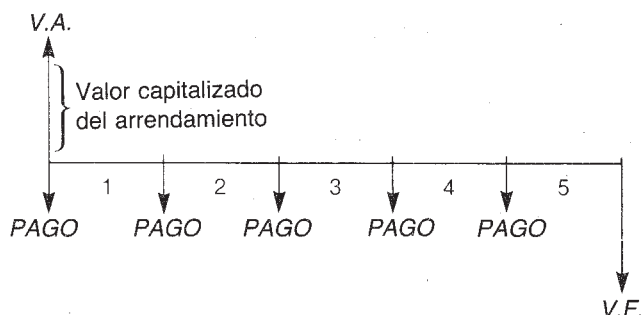 V.A.
Valor capitalizado
del arrendamiento
1 2 3 4 5
PAGO PAGO PAGO PAGO PAGO
V.F.